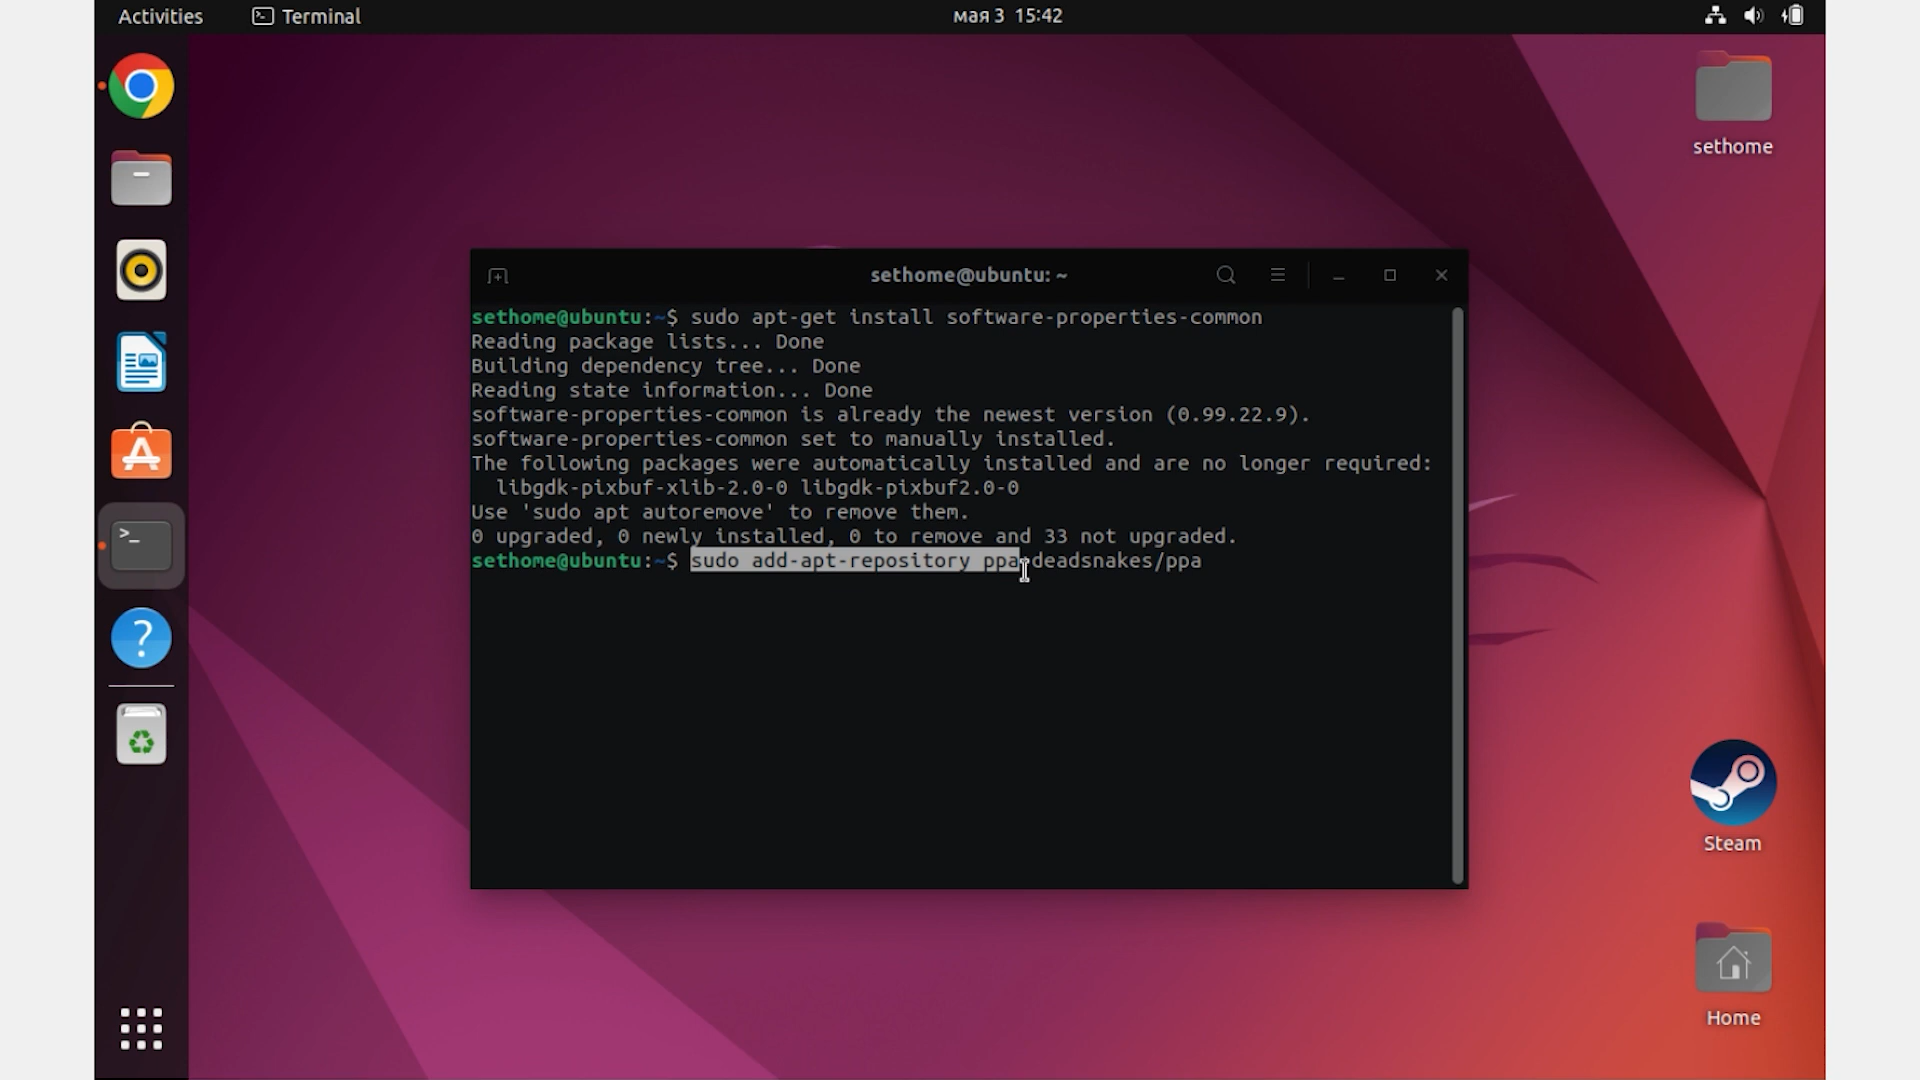 Activities
Terminal
мая 3 15:42
sethome
sethome@ubuntu: ~
sethome@ubuntu:~$ sudo apt-get install software-properties-common
Reading package lists... Done
Building dependency tree... Done
Reading state information... Done
software-properties-common is already the newest version (0.99.22.9).
software-properties-common set to manually installed.
The following packages were automatically installed and are no longer required:
libgdk-pixbuf-xlib-2.0-0 libgdk-pixbuf2.0-0
Use 'sudo apt autoremove' to remove them.
0 upgraded, 0 newly installed, 0 to remove and 33 not upgraded.
sethome@ubuntu:~$ sudo add-apt-repository ppa:deadsnakes/ppa
Steam
Home